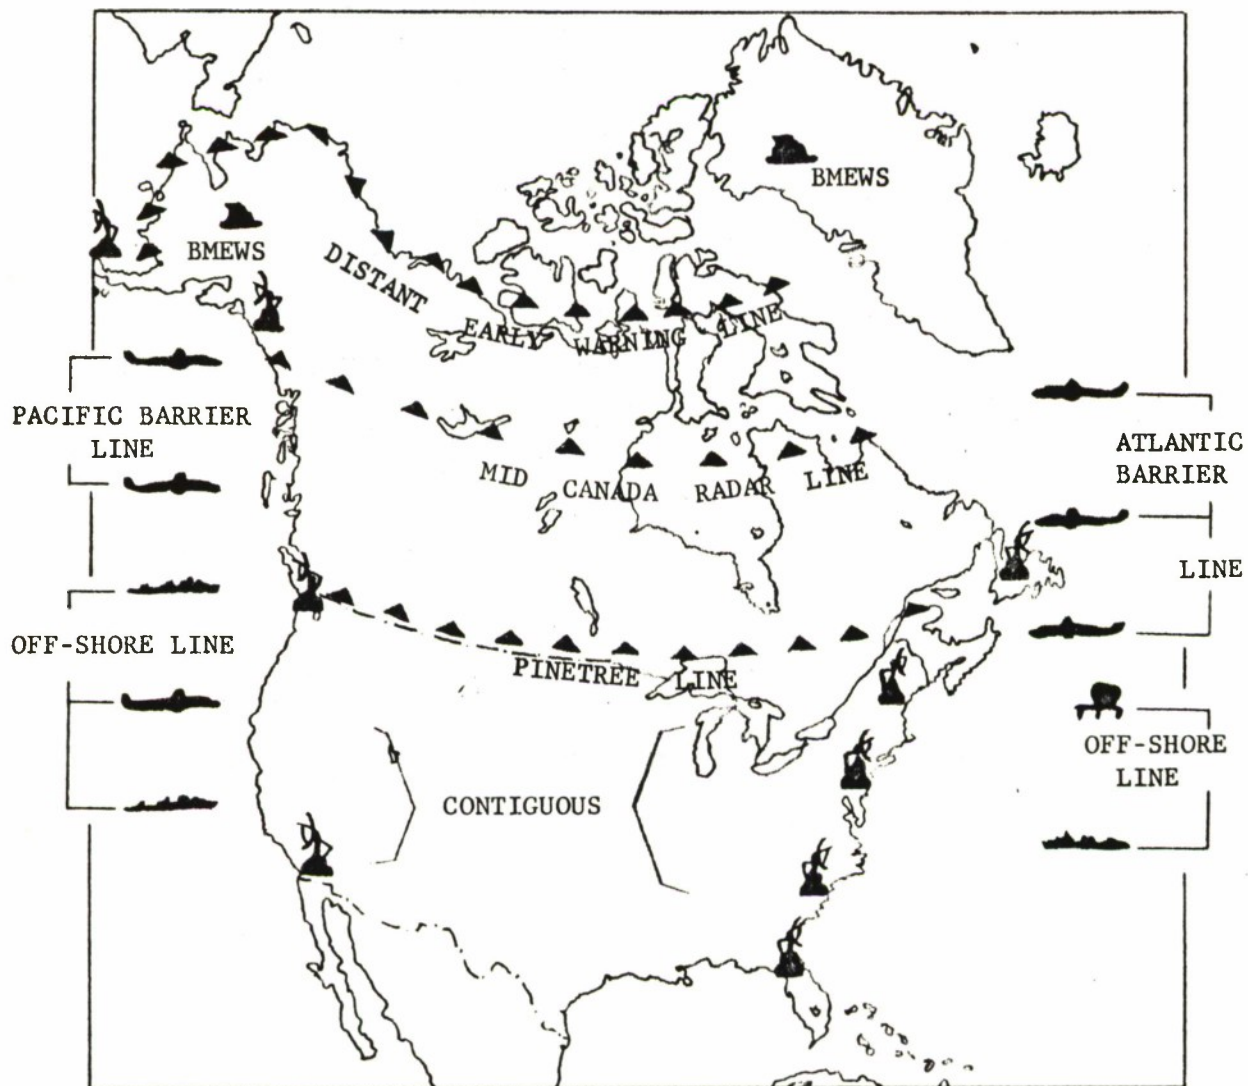 BMEWS
BMEWS
DISTANT
EARLY WARNING LINE
PACIFIC BARRIER
LINE
ATLANTIC
BARRIER
LINE
MID CANADA RADAR LINE
OFF-SHORE LINE
PINETREE LINE
OFF-SHORE
LINE
CONTIGUOUS